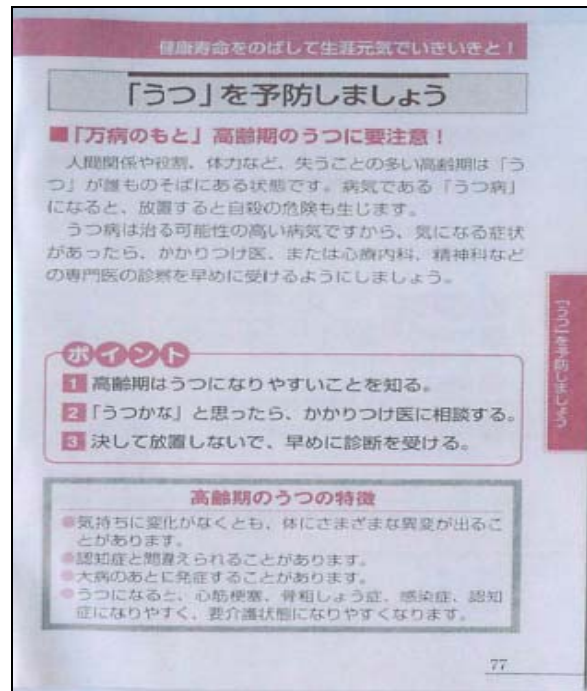 健康寿命をのばして生涯元気でいきいきと！
「うつ」を予防しましょう
■「万病のもと」高齢期のうつに要注意！
人間関係や役割、体力など、失うことの多い高齢期は「う
つ」が誰ものそばにある状態です。病気である「うつ病」
になると、放置すると自殺の危険も生じます。
うつ病は治る可能性の高い病気ですから、気になる症状
があったら、かかりつけ医、または心療内科、精神科など
の専門医の診察を早めに受けるようにしましょう。
「うつ」を予防しましょう
ポイント
1 高齢期はうつになりやすいことを知る。
2 「うつかな」と思ったら、かかりつけ医に相談する。
3 決して放置しないで、早めに診断を受ける。
高齢期のうつの特徴
●気持ちに変化がなくとも、体にさまざまな異変が出るこ
とがあります。
●認知症と間違えられることがあります。
●大病のあとに発症することがあります。
●うつになると、心筋梗塞、骨粗しょう症、感染症、認知
症になりやすく、要介護状態になりやすくなります。
77